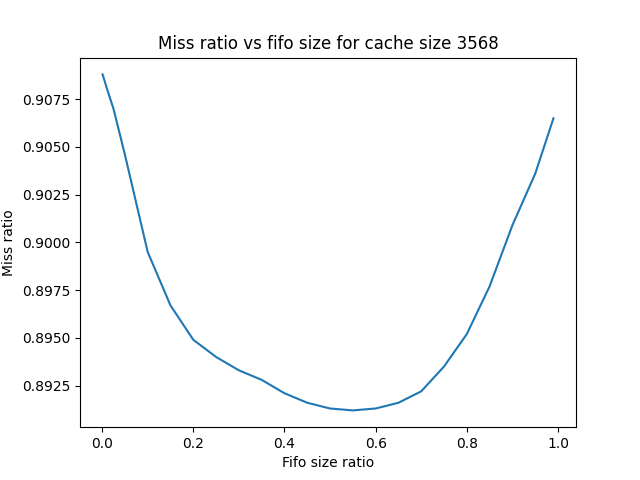 Miss ratio vs fifo size for cache size 3568
0.9075
0.9050
0.9025
0.9000
0.8975
0.8950
0.8925
Miss ratio
0.0 0.2 0.4 0.6 0.8 1.0
Fifo size ratio